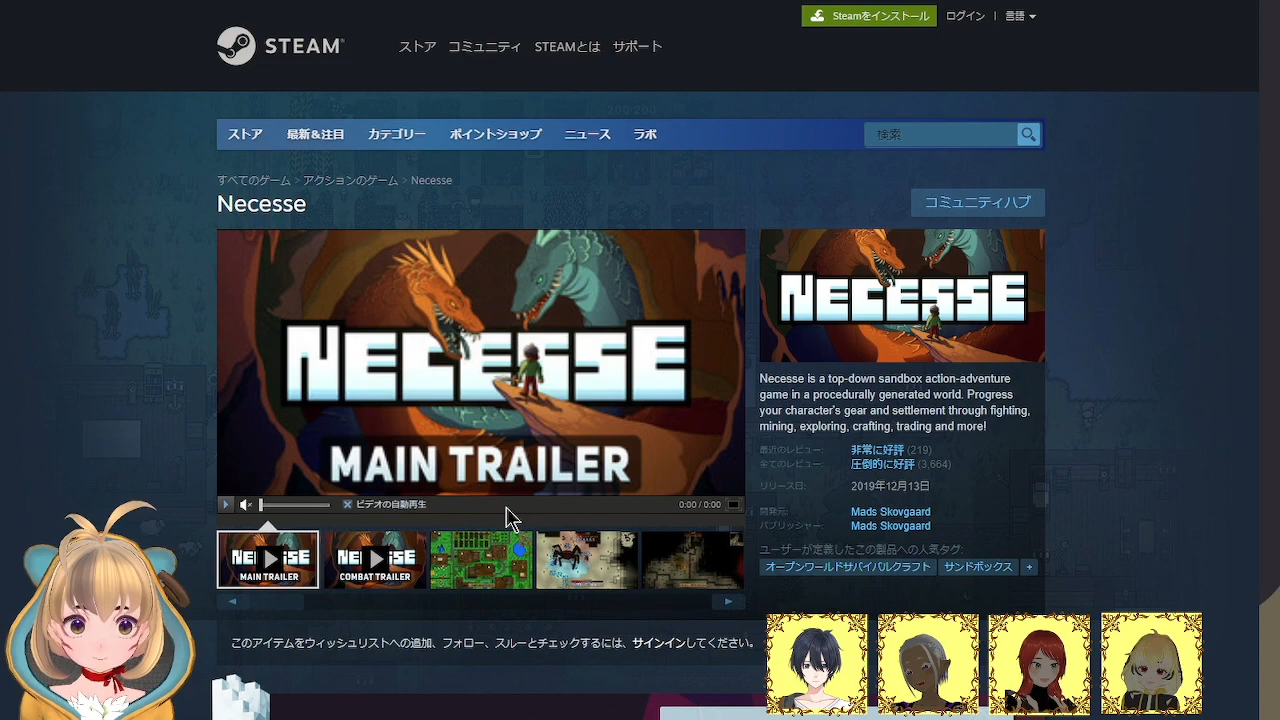 Steamをインストール ログイン | 言語
STEAM
ストア コミュニティ STEAMとは サポート
ストア 最新&注目 カテゴリー ポイントショップ ニュース ラボ 検索
すべてのゲーム > アクションのゲーム > Necesse
Necesse
コミュニティハブ
NECESSE
MAIN TRAILER
ビデオの自動再生
0:00 / 0:00
NECESSE
MAIN TRAILER
NECESSE
COMBAT TRAILER
NECESSE
Necesse is a top-down sandbox action-adventure
game in a procedurally generated world. Progress
your character's gear and settlement through fighting,
mining, exploring, crafting, trading and more!
最近のレビュー: 非常に好評 (219)
全てのレビュー: 圧倒的に好評 (3,664)
リリース日: 2019年12月13日
開発元: Mads Skovgaard
パブリッシャー: Mads Skovgaard
ユーザーが定義したこの製品への人気タグ:
オープンワールドサバイバルクラフト サンドボックス +
このアイテムをウィッシュリストへの追加、フォロー、スルーとチェックするには、サインインしてください。